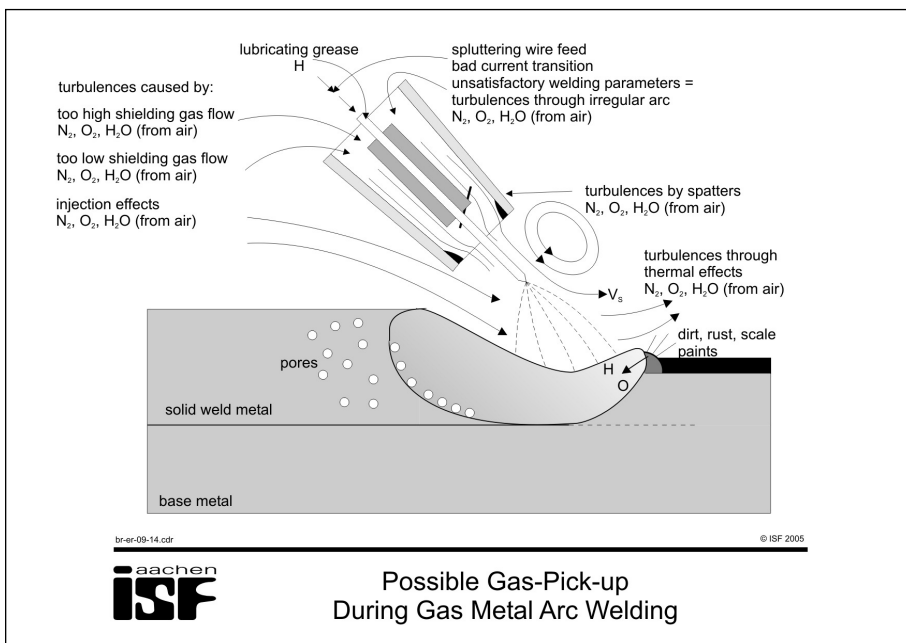 lubricating grease
H
spluttering wire feed
bad current transition
unsatisfactory welding parameters =
turbulences through irregular arc
N₂, O₂, H₂O (from air)
turbulences caused by:
too high shielding gas flow
N₂, O₂, H₂O (from air)
too low shielding gas flow
N₂, O₂, H₂O (from air)
injection effects
N₂, O₂, H₂O (from air)
turbulences by spatters
N₂, O₂, H₂O (from air)
turbulences through
thermal effects
N₂, O₂, H₂O (from air)
Vₛ
dirt, rust, scale
paints
H
O
pores
solid weld metal
base metal
br-er-09-14.cdr
© ISF 2005
aachen
ISF
Possible Gas-Pick-up
During Gas Metal Arc Welding